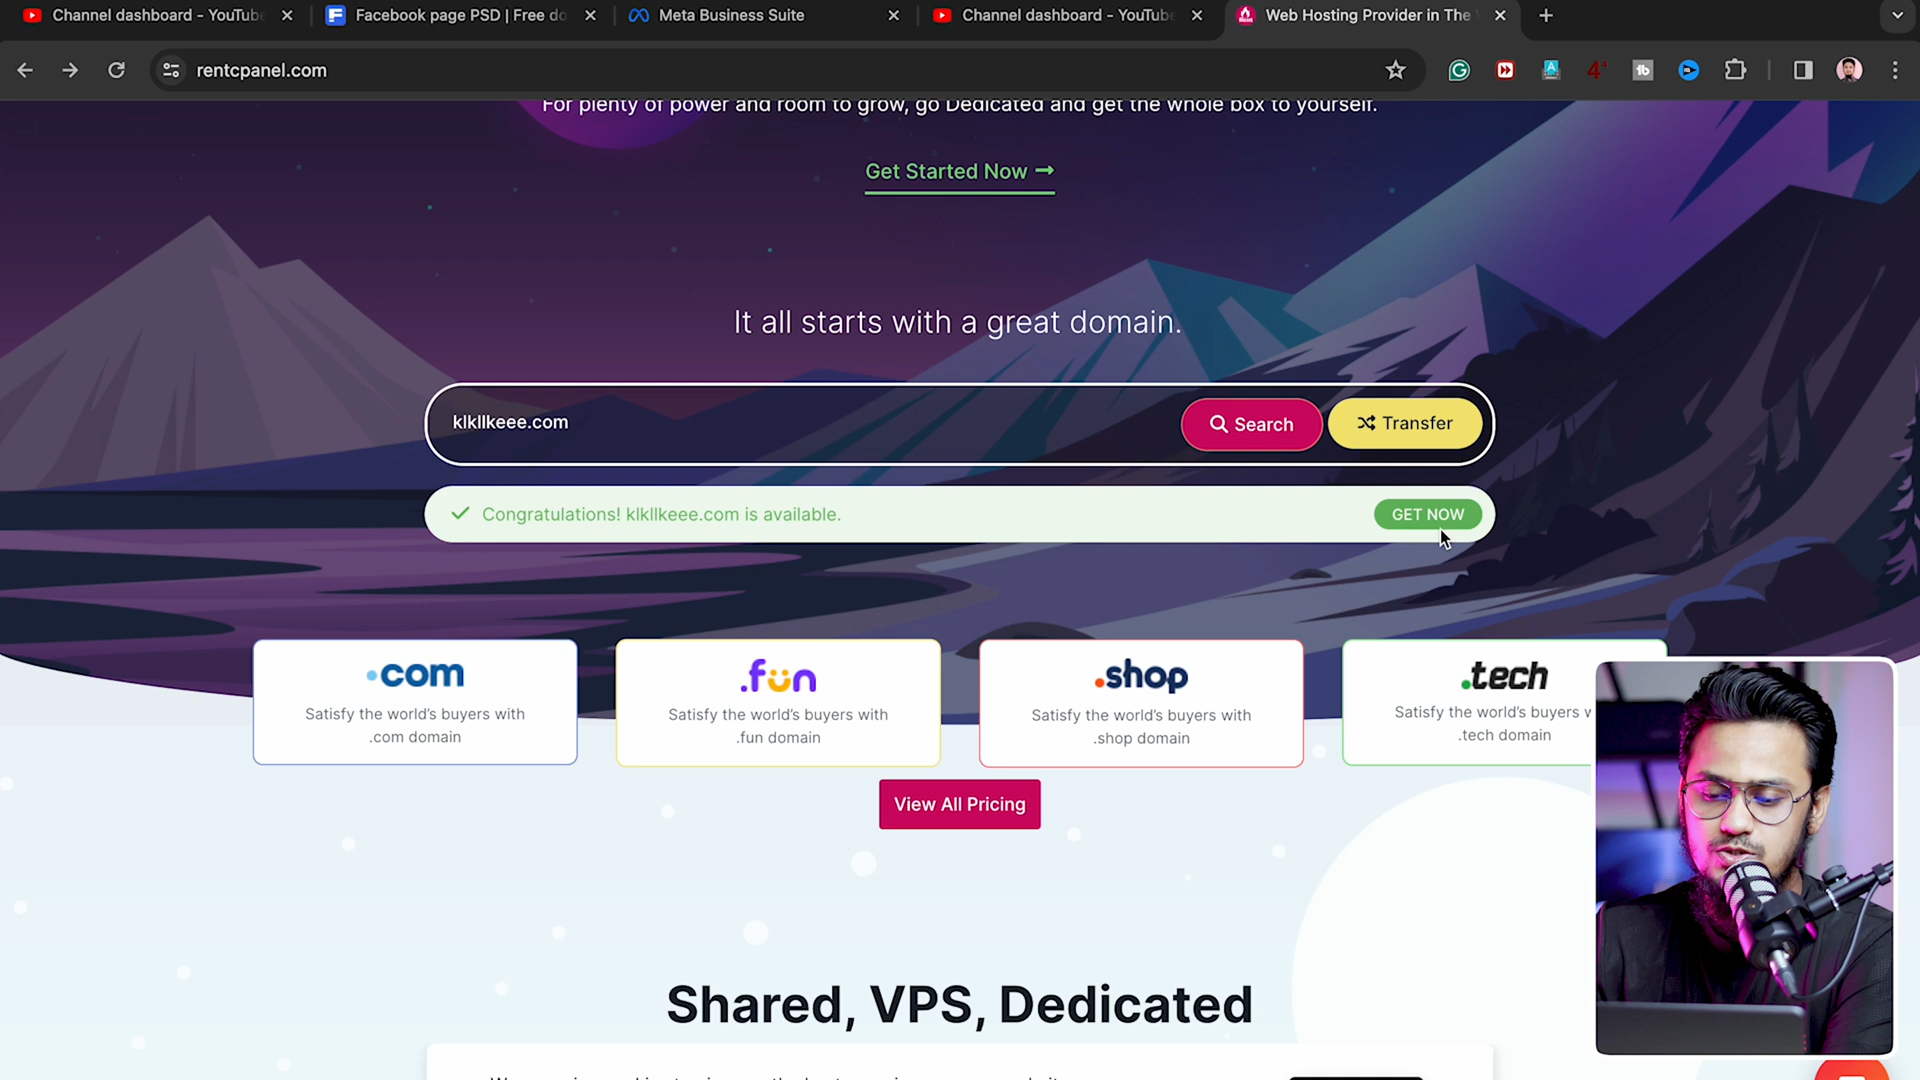 Channel dashboard - YouTube
Facebook page PSD | Free do
Meta Business Suite
Channel dashboard - YouTube
Web Hosting Provider in The
rentcpanel.com
For plenty of power and room to grow, go Dedicated and get the whole box to yourself.
Get Started Now →
It all starts with a great domain.
klkllkeee.com
Search
Transfer
Congratulations! klkllkeee.com is available.
GET NOW
.com
Satisfy the world's buyers with
.com domain
.fun
Satisfy the world's buyers with
.fun domain
.shop
Satisfy the world's buyers with
.shop domain
.tech
Satisfy the world's buyers w
.tech domain
View All Pricing
Shared, VPS, Dedicated